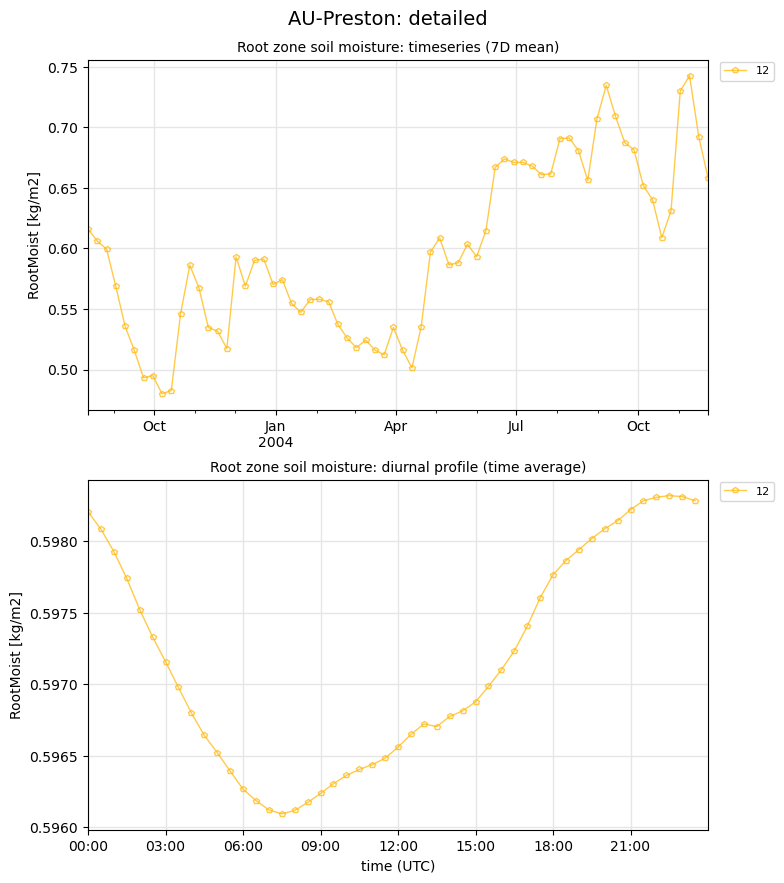 AU-Preston: detailed
Root zone soil moisture: timeseries (7D mean)
12
RootMoist [kg/m2]
0.75
0.70
0.65
0.60
0.55
0.50
Oct
Jan
2004
Apr
Jul
Oct
Root zone soil moisture: diurnal profile (time average)
12
RootMoist [kg/m2]
0.5980
0.5975
0.5970
0.5965
0.5960
00:00
03:00
06:00
09:00
12:00
15:00
18:00
21:00
time (UTC)